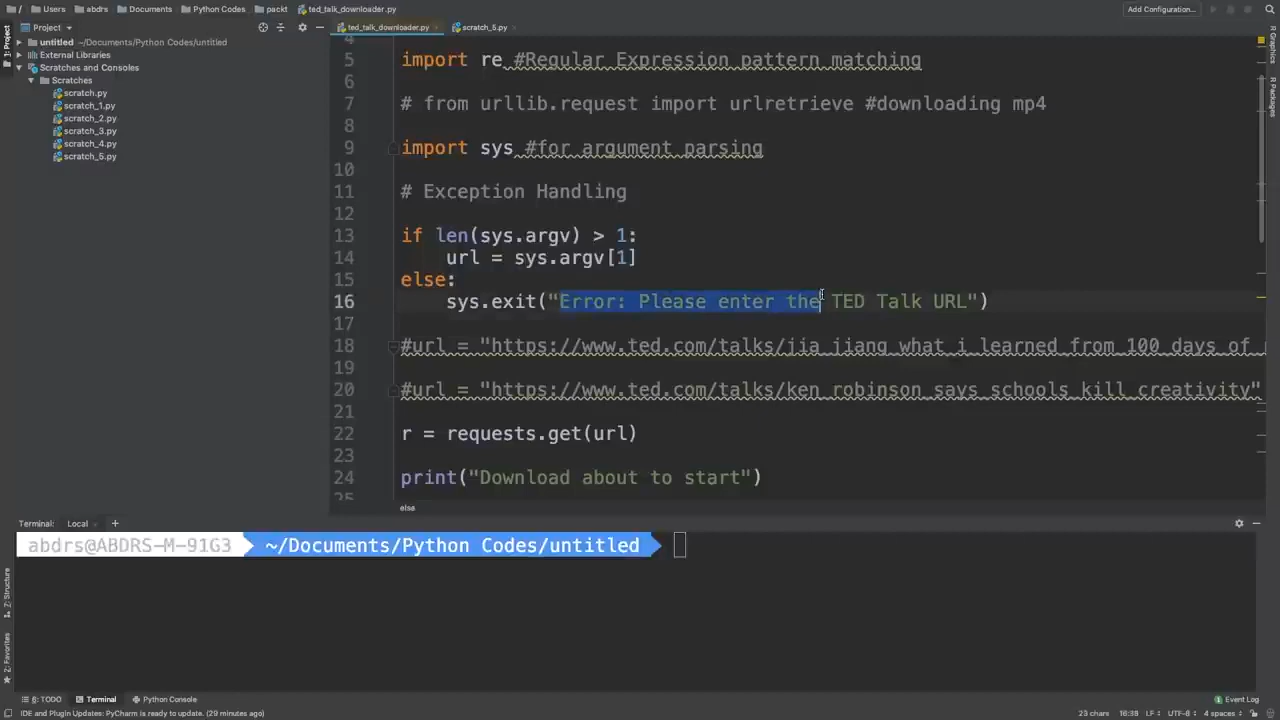 / Users abdrs Documents Python Codes packt ted_talk_downloader.py Add Configuration...
Project
ted_talk_downloader.py scratch_5.py
untitled ~/Documents/Python Codes/untitled
External Libraries
Scratches and Consoles
Scratches
scratch.py
scratch_1.py
scratch_2.py
scratch_3.py
scratch_4.py
scratch_5.py
1: Project
4
5 import re #Regular Expression pattern matching
6
7 # from urllib.request import urlretrieve #downloading mp4
8
9 import sys #for argument parsing
10
11 # Exception Handling
12
13 if len(sys.argv) > 1:
14 url = sys.argv[1]
15 else:
16 sys.exit("Error: Please enter the TED Talk URL")
17
18 #url = "https://www.ted.com/talks/jia_jiang_what_i_learned_from_100_days_of_
19
20 #url = "https://www.ted.com/talks/ken_robinson_says_schools_kill_creativity"
21
22 r = requests.get(url)
23
24 print("Download about to start")
25
else
R Graphics
R Packages
Terminal: Local +
abdrs@ABDRS-M-91G3 ~/Documents/Python Codes/untitled
Z: Structure
2: Favorites
6: TODO Terminal Python Console Event Log
IDE and Plugin Updates: PyCharm is ready to update. (29 minutes ago) 23 chars 16:38 LF UTF-8 4 spaces